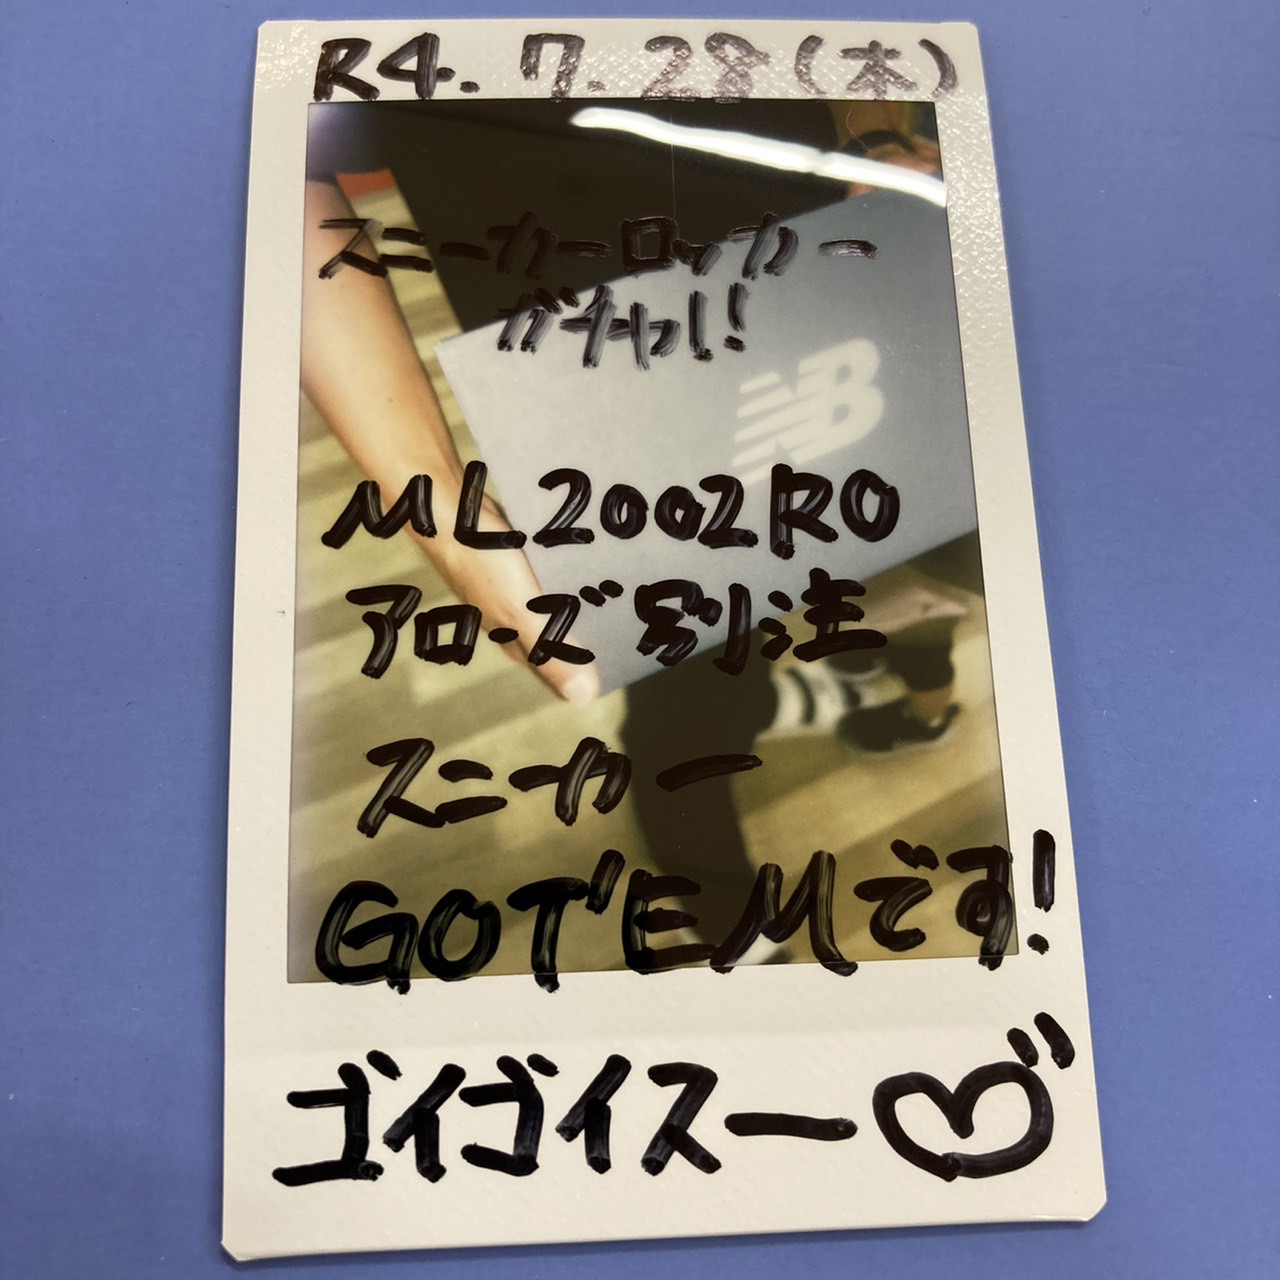 R4.7.28(木)
スニーカーロッカー
ガチャ!!
NB
ML2002RO
アローズ別注
スニーカー
GOT'EMです!
ゴイゴイスー♡゛